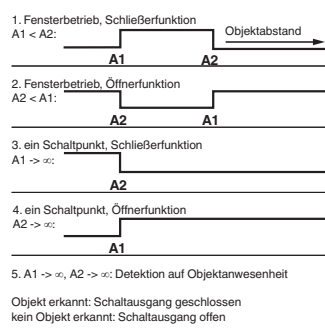 1. Fensterbetrieb, Schließerfunktion
A1 < A2:
Objektabstand
A1 A2
2. Fensterbetrieb, Öffnerfunktion
A2 < A1:
A2 A1
3. ein Schaltpunkt, Schließerfunktion
A1 -> ∞:
A2
4. ein Schaltpunkt, Öffnerfunktion
A2 -> ∞:
A1
5. A1 -> ∞, A2 -> ∞: Detektion auf Objektanwesenheit
Objekt erkannt: Schaltausgang geschlossen
kein Objekt erkannt: Schaltausgang offen